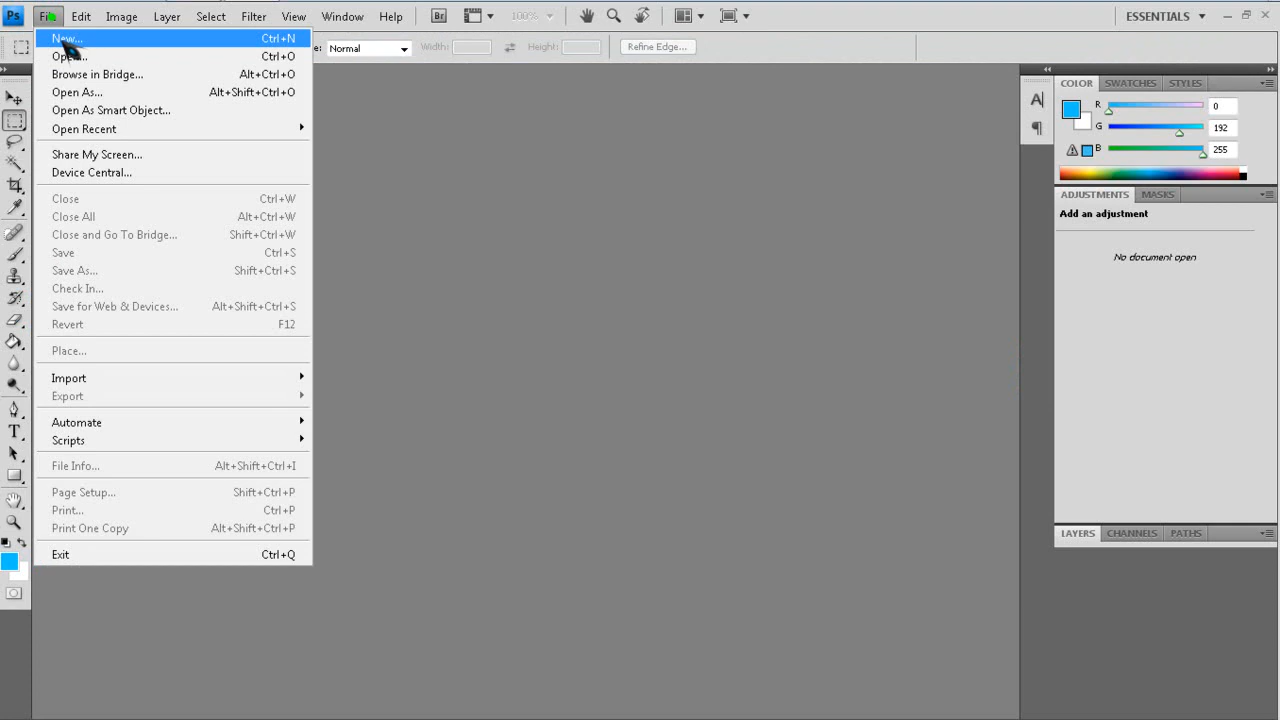 Ps File Edit Image Layer Select Filter View Window Help Br 100% ESSENTIALS
Normal Width: Height: Refine Edge...
New... Ctrl+N
Open... Ctrl+O
Browse in Bridge... Alt+Ctrl+O
Open As... Alt+Shift+Ctrl+O
Open As Smart Object...
Open Recent
Share My Screen...
Device Central...
Close Ctrl+W
Close All Alt+Ctrl+W
Close and Go To Bridge... Shift+Ctrl+W
Save Ctrl+S
Save As... Shift+Ctrl+S
Check In...
Save for Web & Devices... Alt+Shift+Ctrl+S
Revert F12
Place...
Import
Export
Automate
Scripts
File Info... Alt+Shift+Ctrl+I
Page Setup... Shift+Ctrl+P
Print... Ctrl+P
Print One Copy Alt+Shift+Ctrl+P
Exit Ctrl+Q
COLOR SWATCHES STYLES
R 0
G 192
B 255
ADJUSTMENTS MASKS
Add an adjustment
No document open
LAYERS CHANNELS PATHS